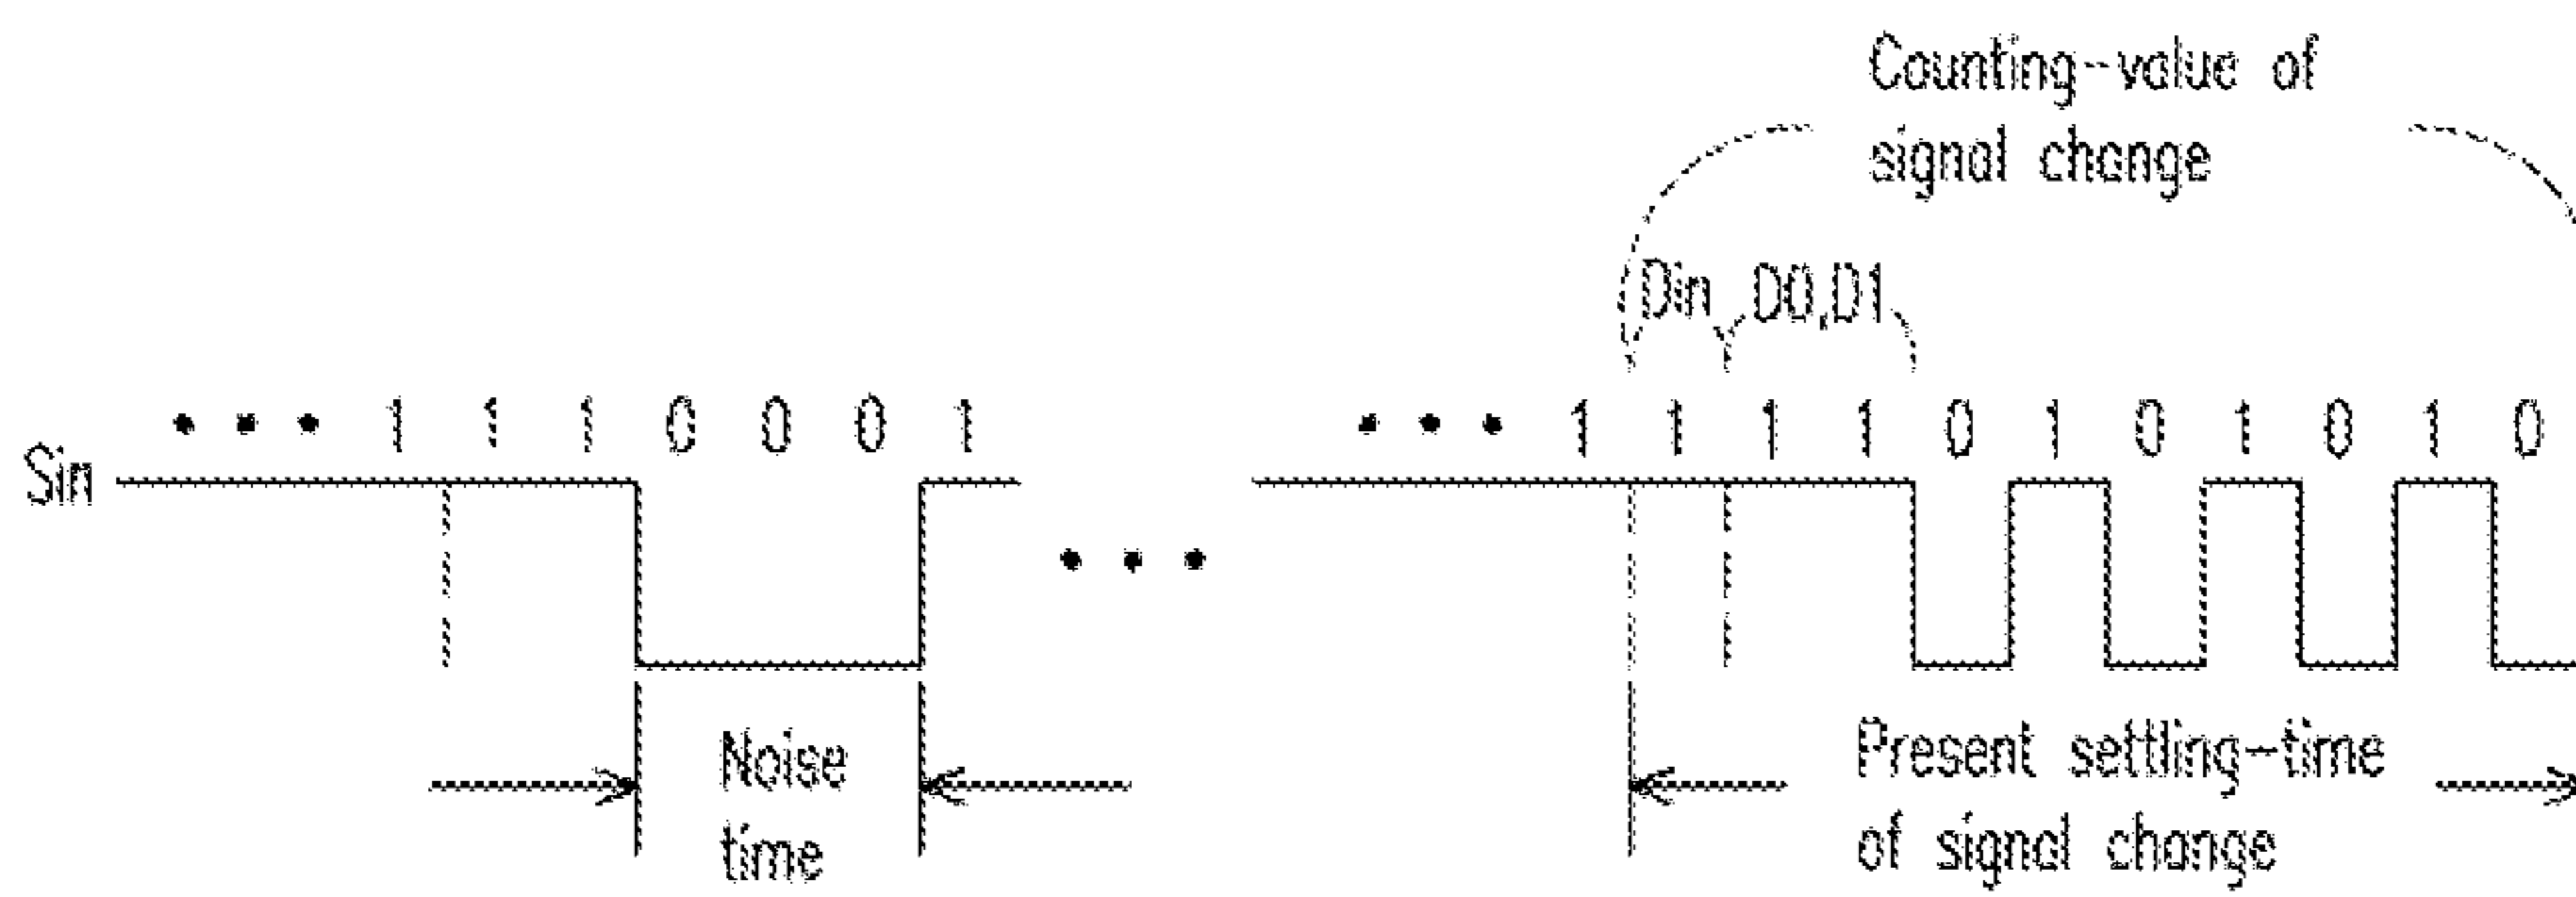 Counting-value of
signal change
Din D0,D1
• • • 1 1 1 0 0 0 1 • • • 1 1 1 1 0 1 0 1 0 1 0
Sin
• • •
Noise
time
Present settling-time
of signal change